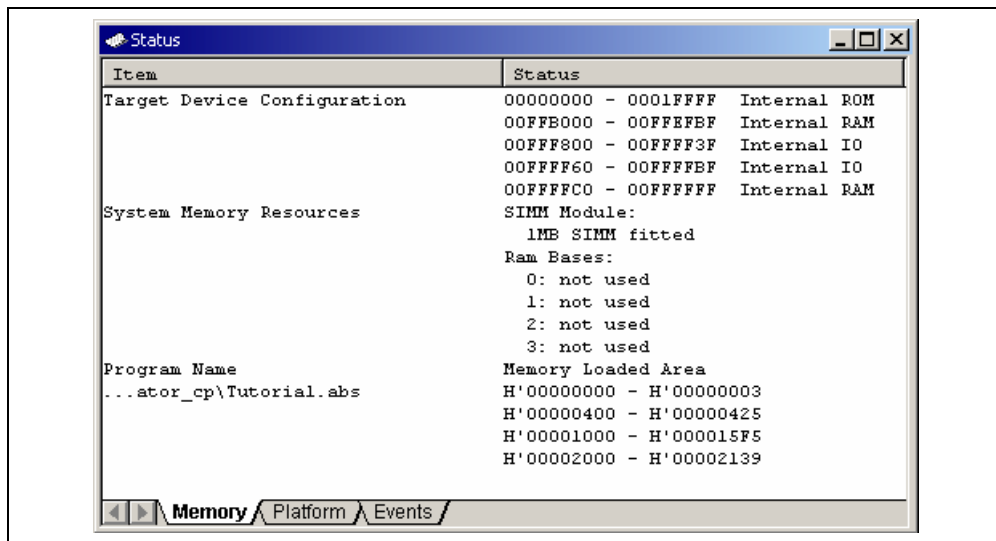 Status
Item Status
Target Device Configuration 00000000 - 0001FFFF Internal ROM
00FFB000 - 00FFEFBF Internal RAM
00FFF800 - 00FFFF3F Internal IO
00FFFF60 - 00FFFFBF Internal IO
00FFFFC0 - 00FFFFFF Internal RAM
System Memory Resources SIMM Module:
1MB SIMM fitted
Ram Bases:
0: not used
1: not used
2: not used
3: not used
Program Name Memory Loaded Area
...ator_cp\Tutorial.abs H'00000000 - H'00000003
H'00000400 - H'00000425
H'00001000 - H'000015F5
H'00002000 - H'00002139
Memory Platform Events